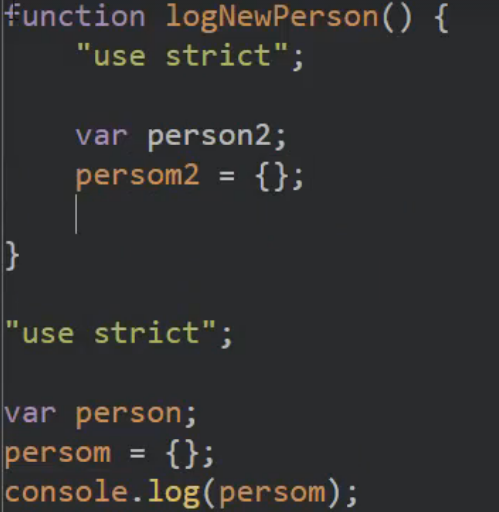 function logNewPerson() {
    "use strict";

    var person2;
    persom2 = {};

}

"use strict";

var person;
persom = {};
console.log(persom);